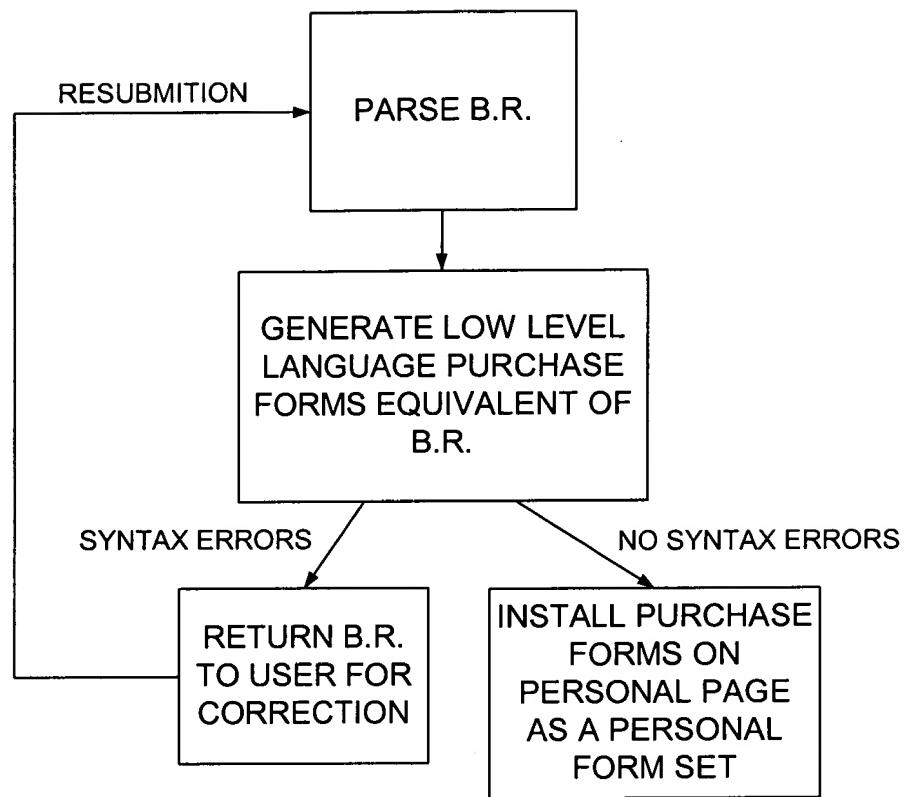 RESUBMITION
PARSE B.R.
GENERATE LOW LEVEL
LANGUAGE PURCHASE
FORMS EQUIVALENT OF
B.R.
SYNTAX ERRORS
NO SYNTAX ERRORS
RETURN B.R.
TO USER FOR
CORRECTION
INSTALL PURCHASE
FORMS ON
PERSONAL PAGE
AS A PERSONAL
FORM SET